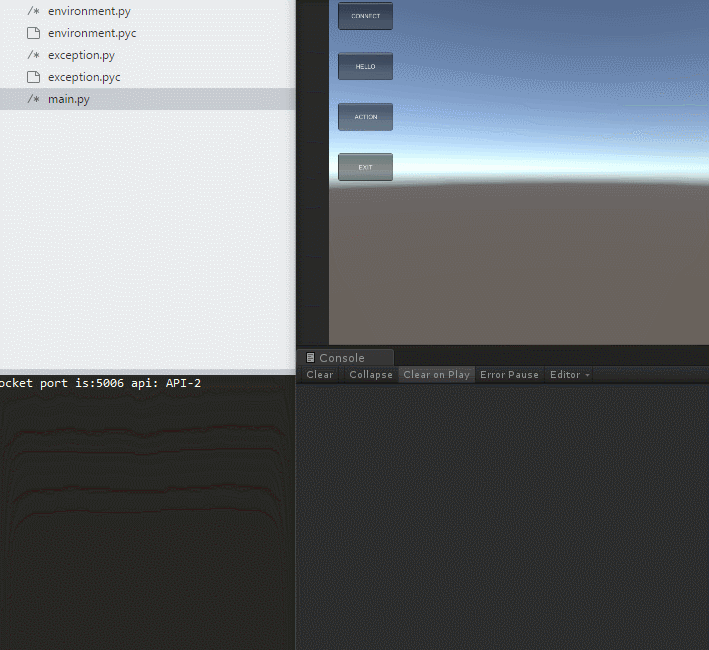 /* environment.py
environment.pyc
/* exception.py
exception.pyc
/* main.py
CONNECT
HELLO
ACTION
EXIT
ocket port is:5006 api: API-2
Console
Clear Collapse Clear on Play Error Pause Editor